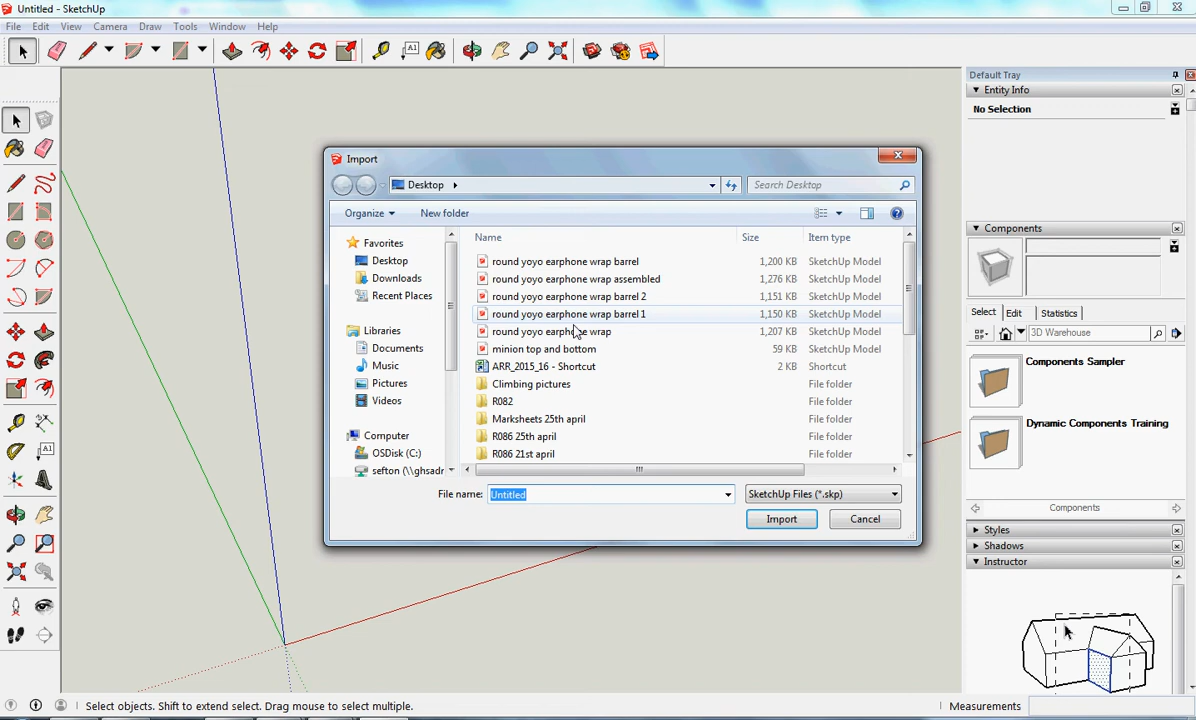 Untitled - SketchUp
File Edit View Camera Draw Tools Window Help
A1
Default Tray
Entity Info
No Selection
Import
Desktop
Search Desktop
Organize New folder
Favorites
Desktop
Downloads
Recent Places
Libraries
Documents
Music
Pictures
Videos
Computer
OSDisk (C:)
sefton (\\ghsadr
Name Size Item type
round yoyo earphone wrap barrel 1,200 KB SketchUp Model
round yoyo earphone wrap assembled 1,276 KB SketchUp Model
round yoyo earphone wrap barrel 2 1,151 KB SketchUp Model
round yoyo earphone wrap barrel 1 1,150 KB SketchUp Model
round yoyo earphone wrap 1,207 KB SketchUp Model
minion top and bottom 59 KB SketchUp Model
ARR_2015_16 - Shortcut 2 KB Shortcut
Climbing pictures File folder
R082 File folder
Marksheets 25th april File folder
R086 25th april File folder
R086 21st april File folder
File name: Untitled SketchUp Files (*.skp)
Import Cancel
Components
Select Edit Statistics
3D Warehouse
Components Sampler
Dynamic Components Training
Components
Styles
Shadows
Instructor
A1
Select objects. Shift to extend select. Drag mouse to select multiple.
Measurements